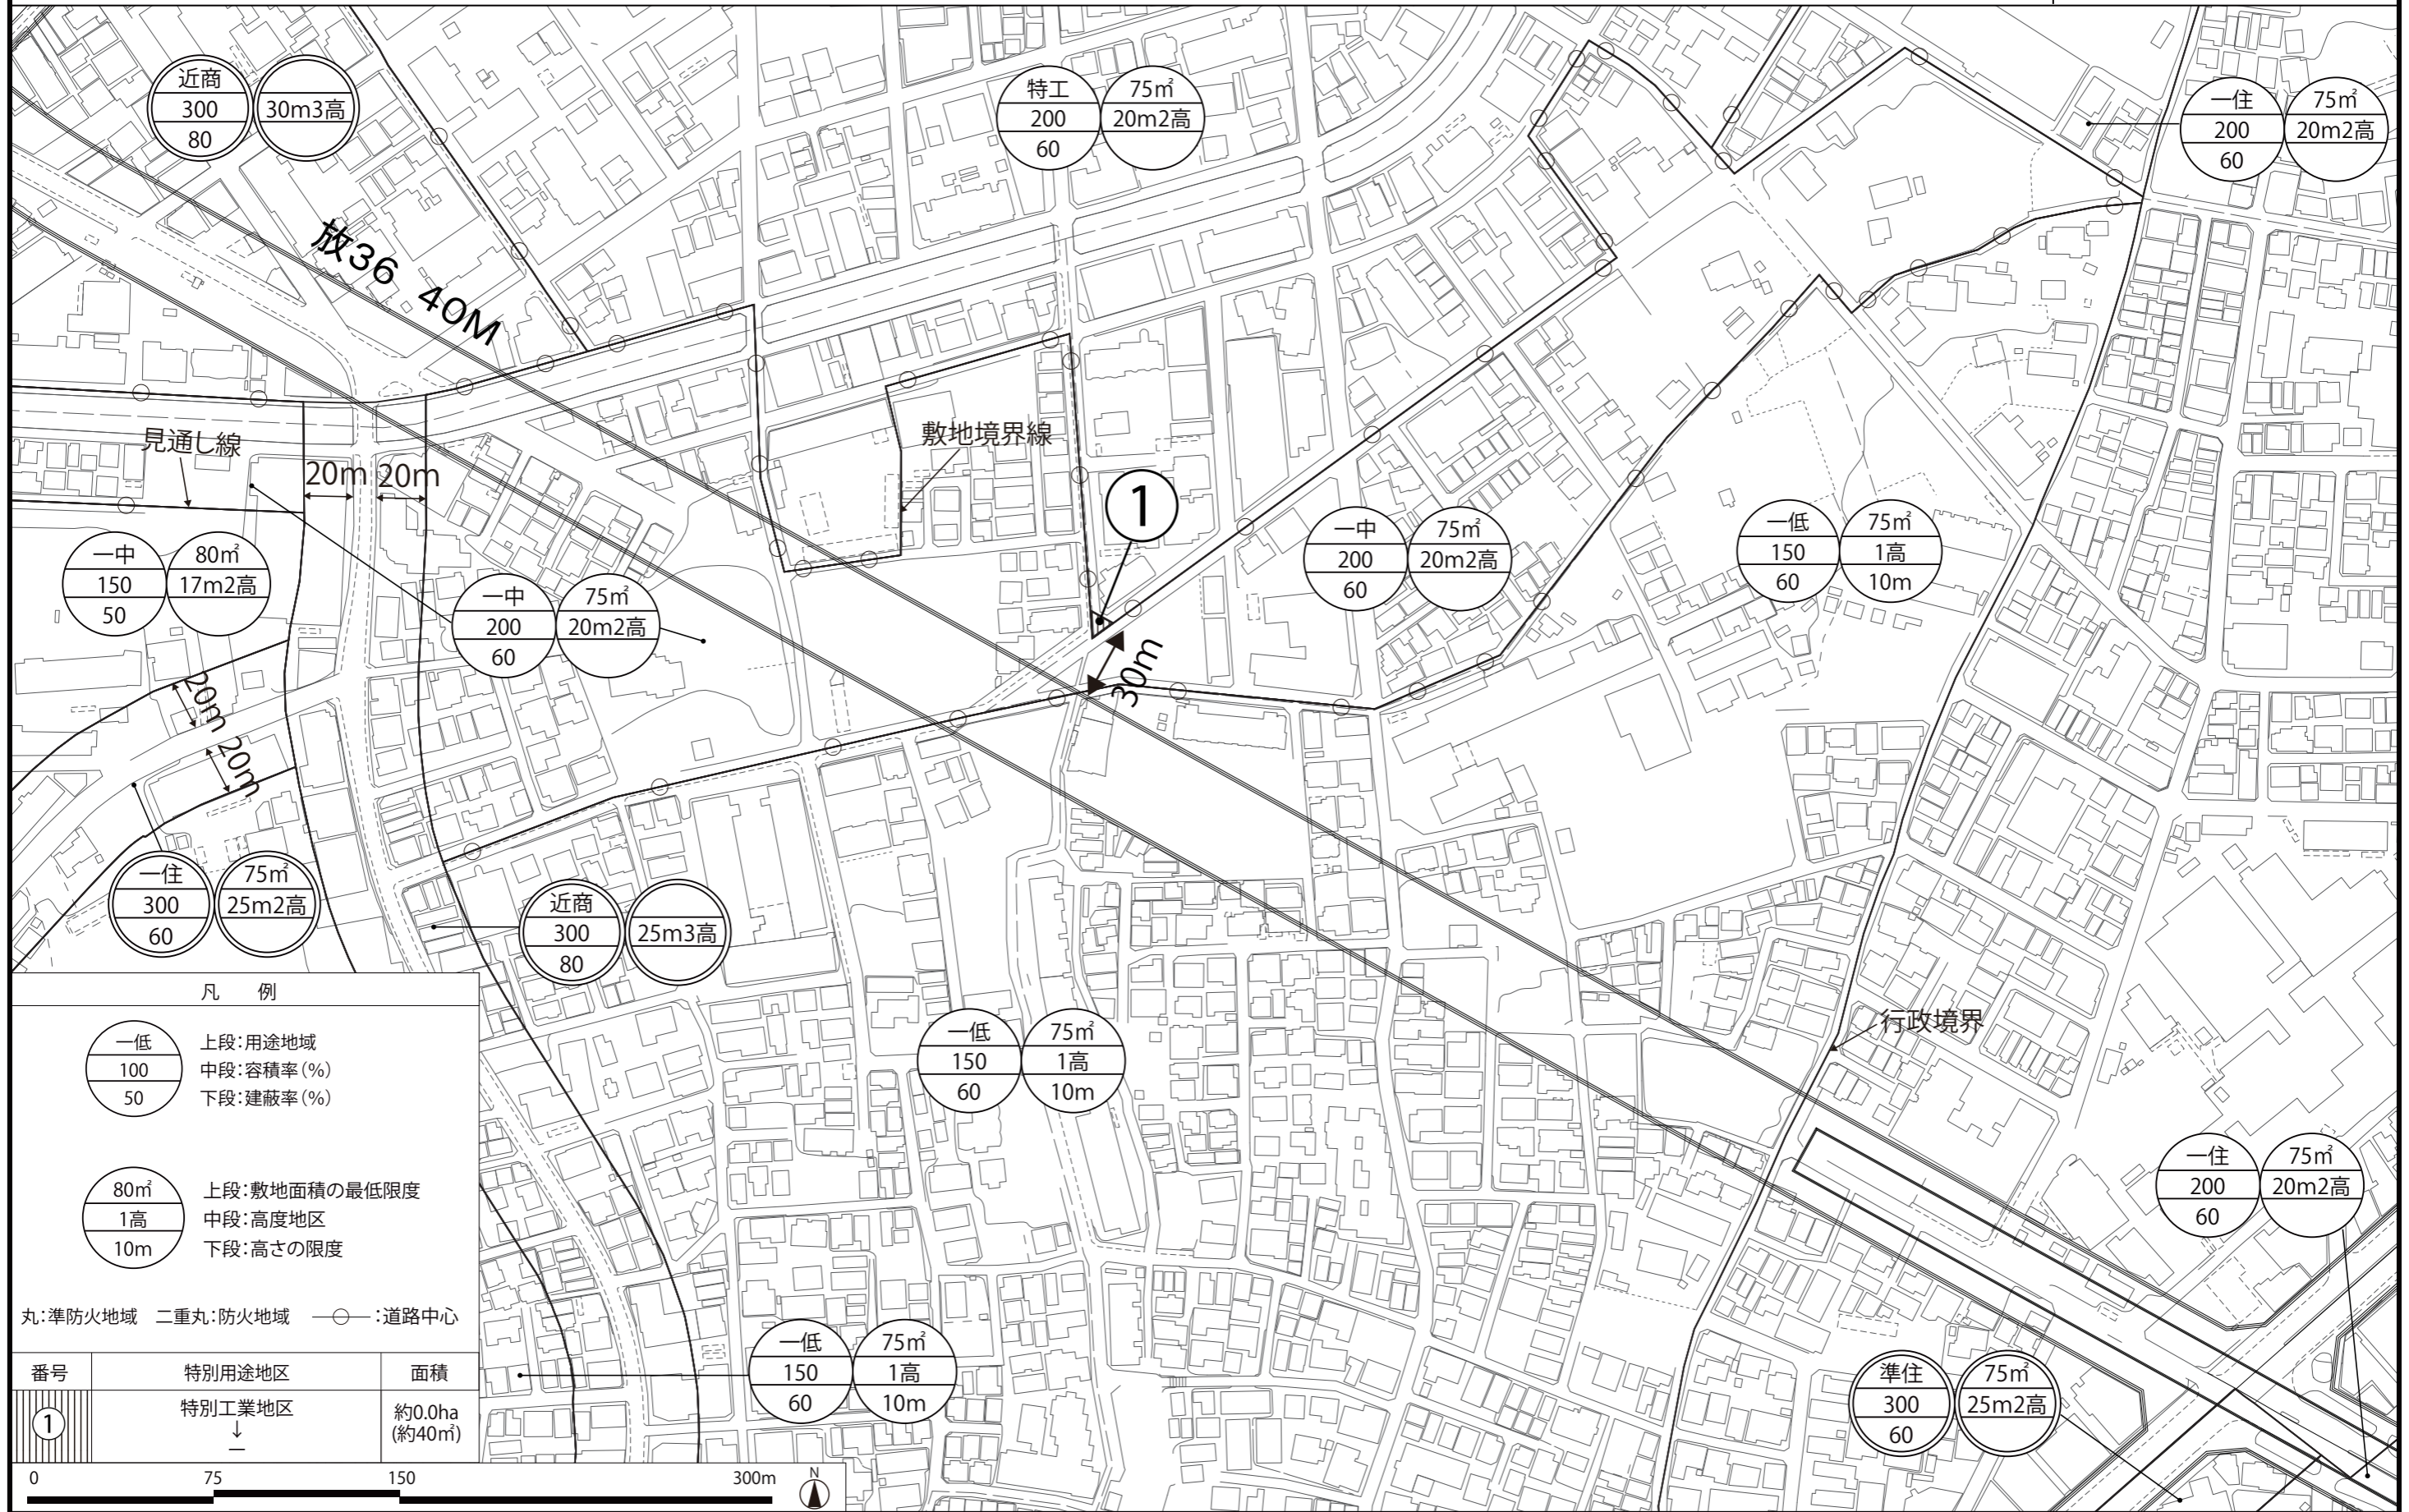 近商
300
80
30m3高
特工
200
60
75㎡
20m2高
一住
200
60
75㎡
20m2高
放36 40M
見通し線
20m 20m
敷地境界線
1
一中
150
50
80㎡
17m2高
一中
200
60
75㎡
20m2高
一中
200
60
75㎡
20m2高
一低
150
60
75㎡
1高
10m
30m
20m
20m
一住
300
60
75㎡
25m2高
近商
300
80
25m3高
一低
150
60
75㎡
1高
10m
行政境界
一住
200
60
75㎡
20m2高
一低
150
60
75㎡
1高
10m
準住
300
60
75㎡
25m2高
凡 例
一低
100
50
上段:用途地域
中段:容積率(%)
下段:建蔽率(%)
80㎡
1高
10m
上段:敷地面積の最低限度
中段:高度地区
下段:高さの限度
丸:準防火地域 二重丸:防火地域 :道路中心
番号 特別用途地区 面積
1 特別工業地区 ↓ — 約0.0ha (約40㎡)
0 75 150 300m
N